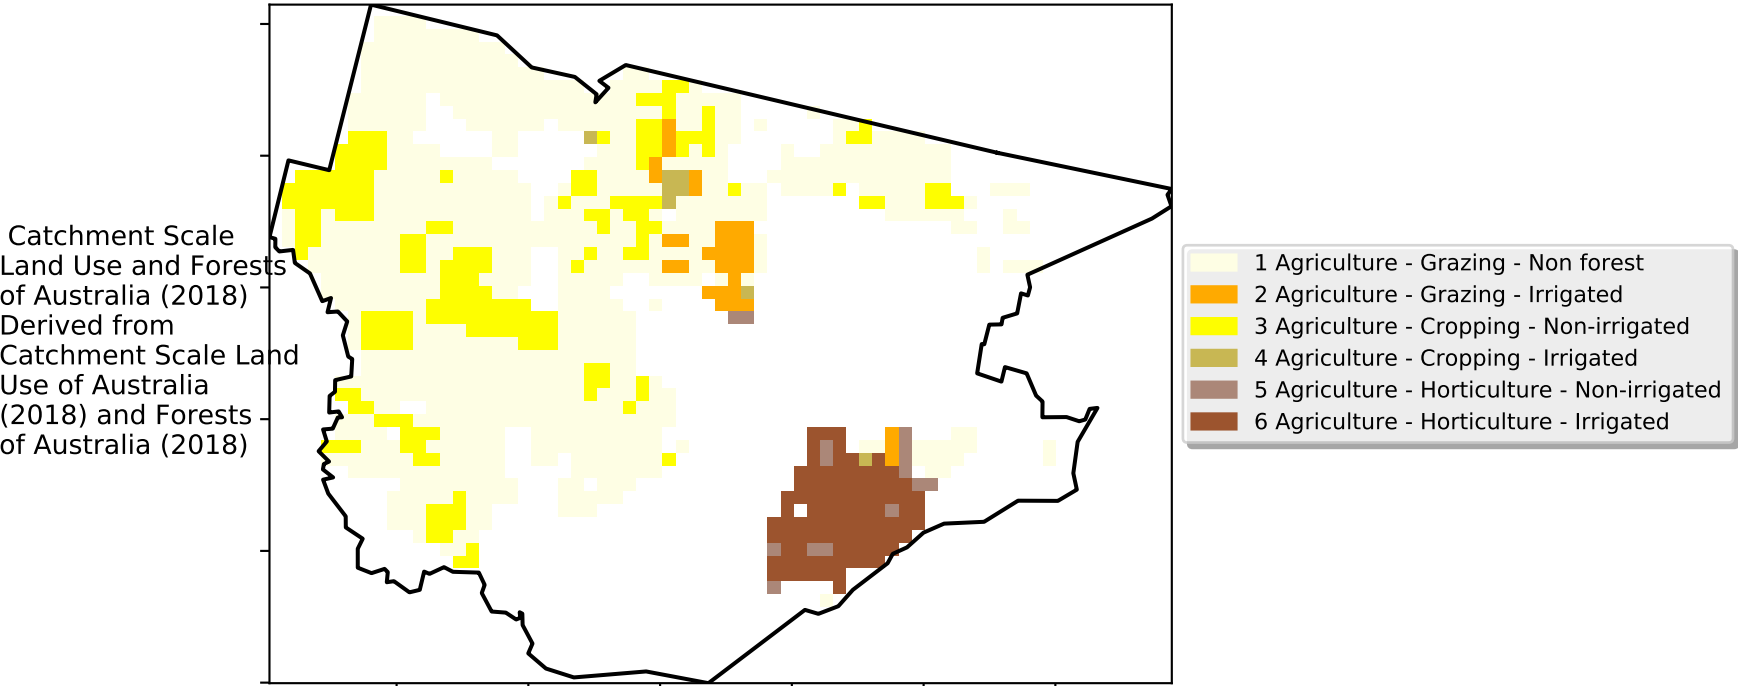 Catchment Scale
Land Use and Forests
of Australia (2018)
Derived from
Catchment Scale Land
Use of Australia
(2018) and Forests
of Australia (2018)
1 Agriculture - Grazing - Non forest
2 Agriculture - Grazing - Irrigated
3 Agriculture - Cropping - Non-irrigated
4 Agriculture - Cropping - Irrigated
5 Agriculture - Horticulture - Non-irrigated
6 Agriculture - Horticulture - Irrigated